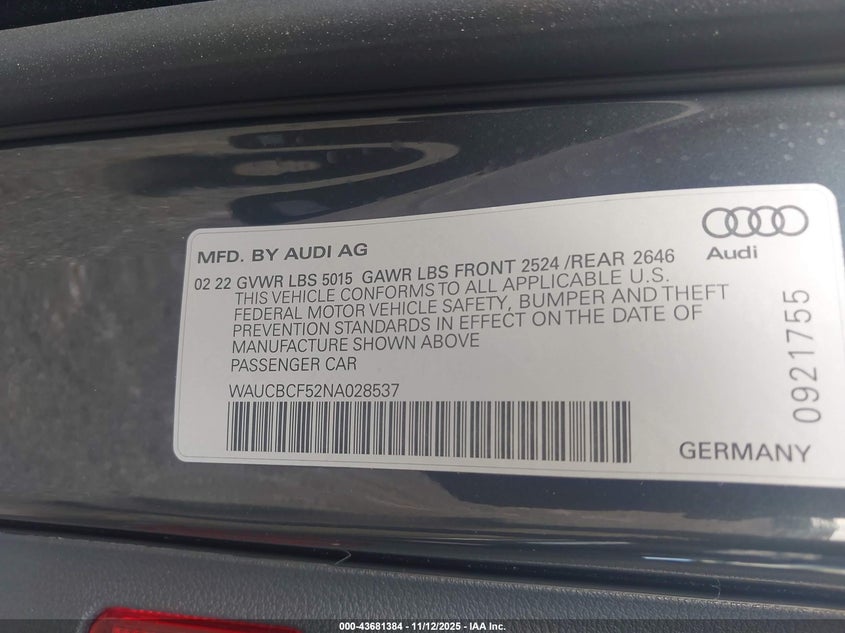 MFD. BY AUDI AG
Audi
02 22 GVWR LBS 5015 GAWR LBS FRONT 2524 /REAR 2646
THIS VEHICLE CONFORMS TO ALL APPLICABLE U.S.
FEDERAL MOTOR VEHICLE SAFETY, BUMPER AND THEFT
PREVENTION STANDARDS IN EFFECT ON THE DATE OF
MANUFACTURE SHOWN ABOVE
PASSENGER CAR
WAUCBCF52NA028537
0921755
GERMANY
000-43681384 - 11/12/2025 - IAA Inc.